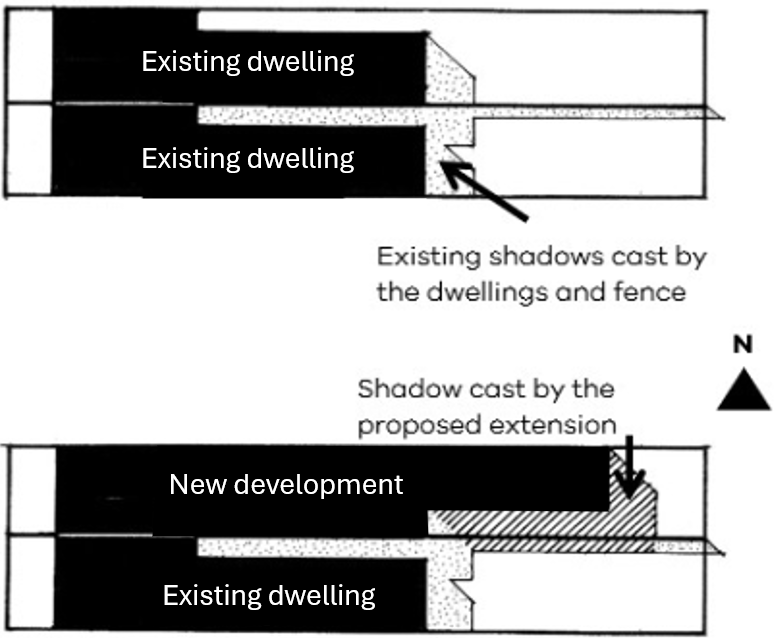 Existing dwelling
Existing dwelling
Existing shadows cast by
the dwellings and fence
N
Shadow cast by the
proposed extension
New development
Existing dwelling